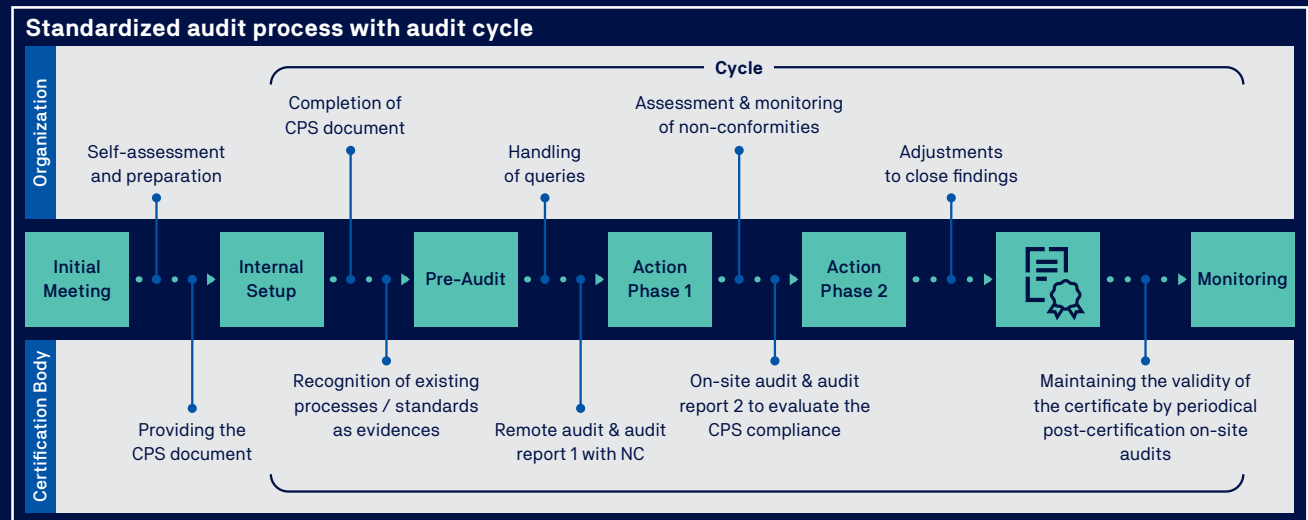 Standardized audit process with audit cycle
Organization
Cycle
Completion of
CPS document
Assessment & monitoring
of non-conformities
Self-assessment
and preparation
Handling
of queries
Adjustments
to close findings
Initial
Meeting
Internal
Setup
Pre-Audit
Action
Phase 1
Action
Phase 2
Monitoring
Certification Body
Recognition of existing
processes / standards
as evidences
On-site audit & audit
report 2 to evaluate the
CPS compliance
Maintaining the validity of
the certificate by periodical
post-certification on-site
audits
Providing the
CPS document
Remote audit & audit
report 1 with NC